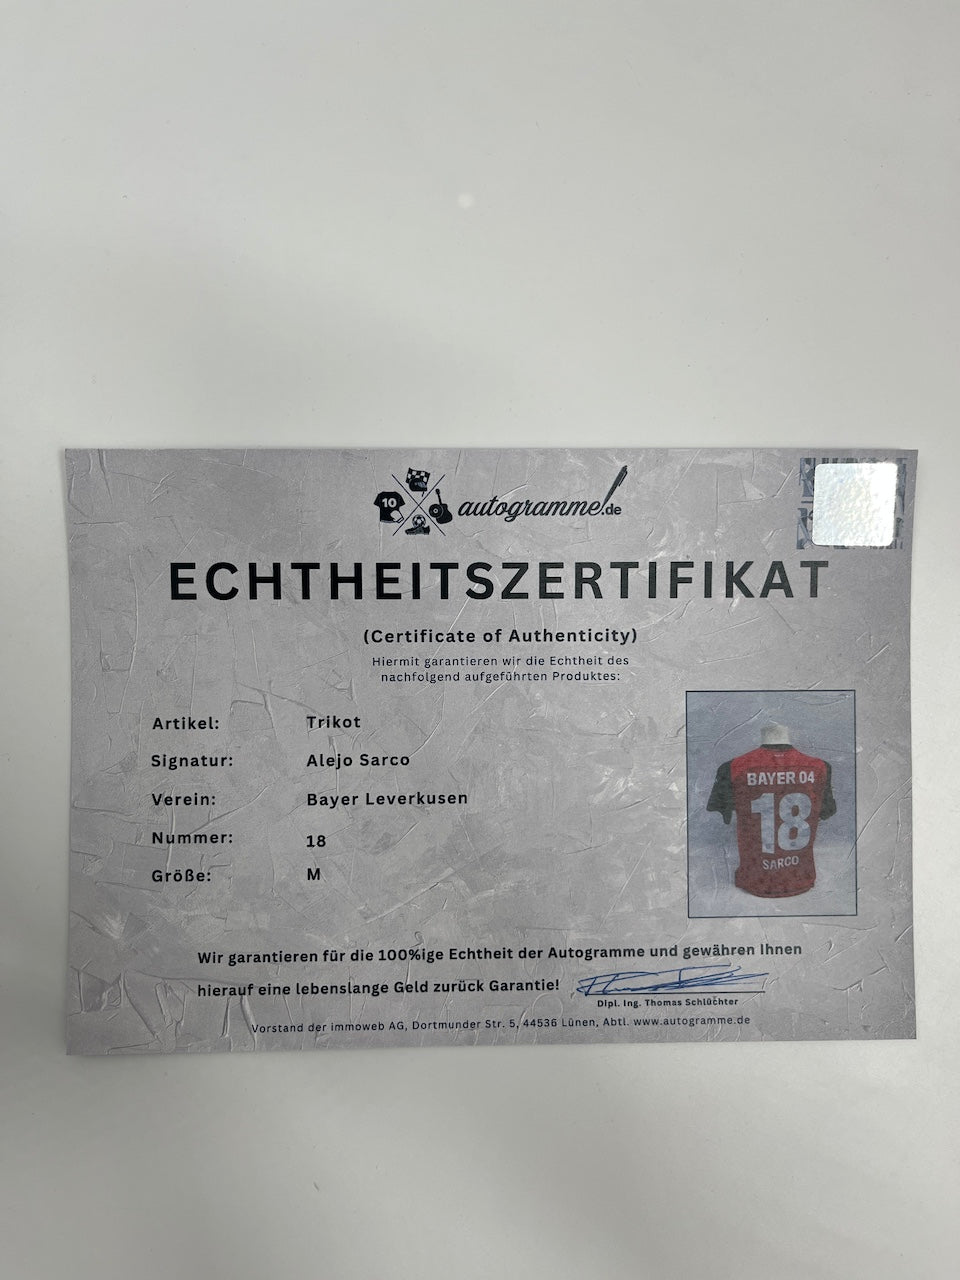 10
autogramme.de
ECHTHEITSZERTIFIKAT
(Certificate of Authenticity)
Hiermit garantieren wir die Echtheit des
nachfolgend aufgeführten Produktes:
Artikel: Trikot
Signatur: Alejo Sarco
Verein: Bayer Leverkusen
Nummer: 18
Größe: M
BAYER 04
18
SARCO
Wir garantieren für die 100%ige Echtheit der Autogramme und gewähren Ihnen
hierauf eine lebenslange Geld zurück Garantie!
Dipl. Ing. Thomas Schlüchter
Vorstand der immoweb AG, Dortmunder Str. 5, 44536 Lünen, Abtl. www.autogramme.de